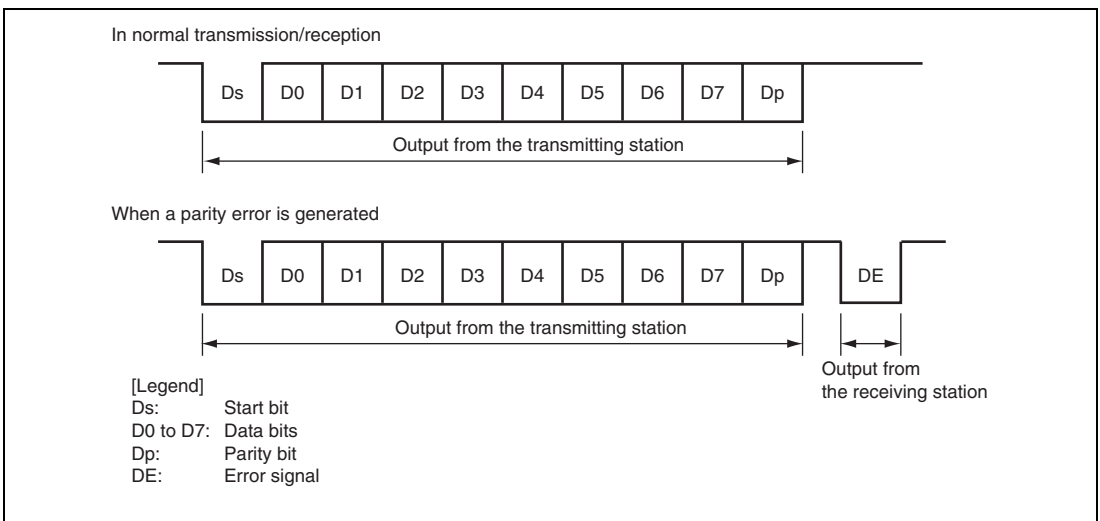 In normal transmission/reception
Ds D0 D1 D2 D3 D4 D5 D6 D7 Dp
Output from the transmitting station
When a parity error is generated
Ds D0 D1 D2 D3 D4 D5 D6 D7 Dp DE
Output from the transmitting station
Output from
the receiving station
[Legend]
Ds: Start bit
D0 to D7: Data bits
Dp: Parity bit
DE: Error signal